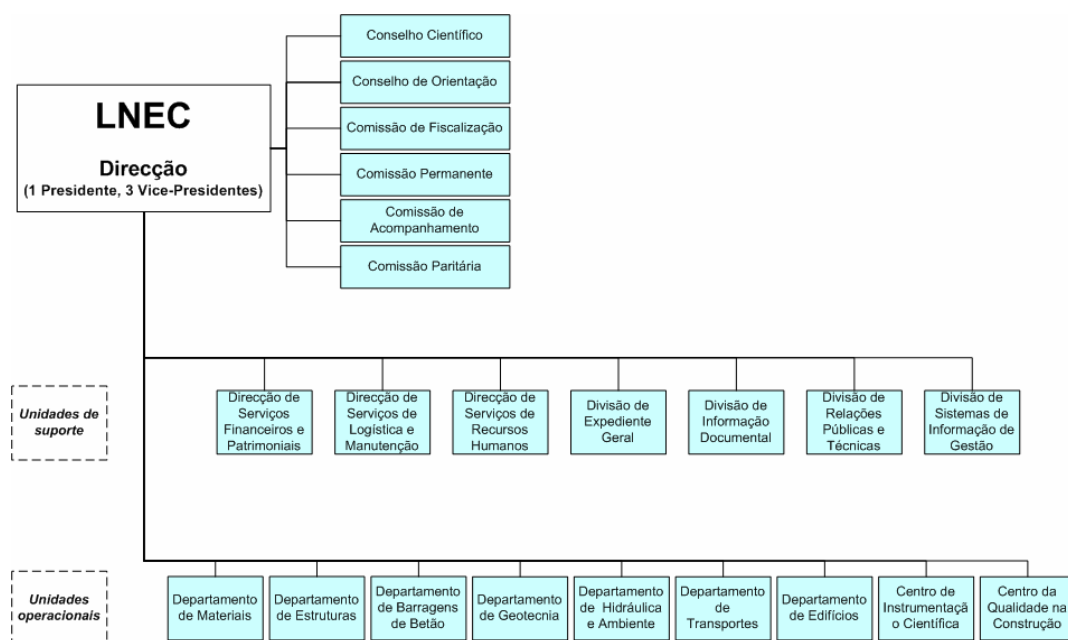 LNEC
Direcção
(1 Presidente, 3 Vice-Presidentes)
Conselho Científico
Conselho de Orientação
Comissão de Fiscalização
Comissão Permanente
Comissão de
Acompanhamento
Comissão Paritária
Unidades de
suporte
Direcção de
Serviços
Financeiros e
Patrimoniais
Direcção de
Serviços de
Logística e
Manutenção
Direcção de
Serviços de
Recursos
Humanos
Divisão de
Expediente
Geral
Divisão de
Informação
Documental
Divisão de
Relações
Públicas e
Técnicas
Divisão de
Sistemas de
Informação de
Gestão
Unidades
operacionais
Departamento
de Materiais
Departamento
de Estruturas
Departamento
de Barragens
de Betão
Departamento
de Geotecnia
Departamento
de Hidráulica
e Ambiente
Departamento
de
Transportes
Departamento
de Edifícios
Centro de
Instrumentaçã
o Científica
Centro da
Qualidade na
Construção